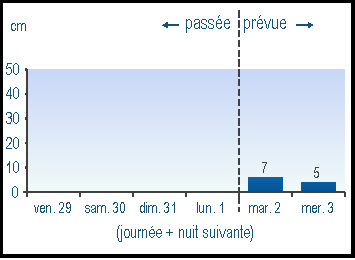 passée prévue
cm
50
40
30
20
10
0
7
5
ven. 29 sam. 30 dim. 31 lun. 1 mar. 2 mer. 3
(journée + nuit suivante)